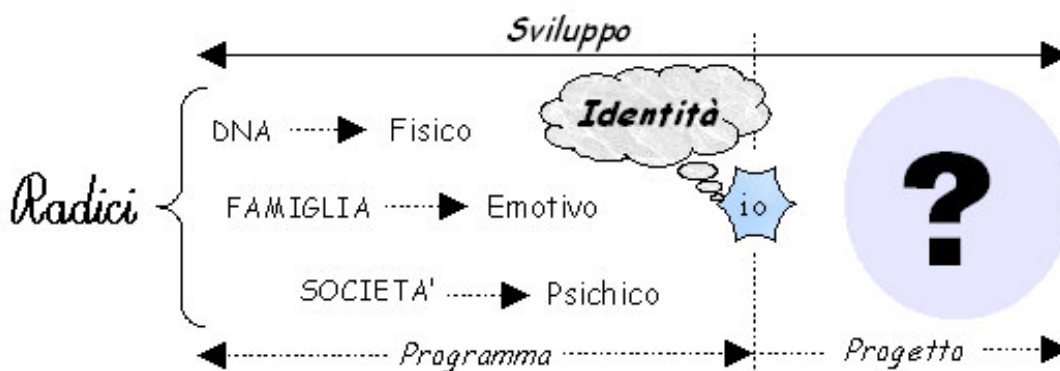 Sviluppo
Identità
DNA Fisico
Radici
FAMIGLIA Emotivo
io
?
SOCIETA' Psichico
Programma Progetto